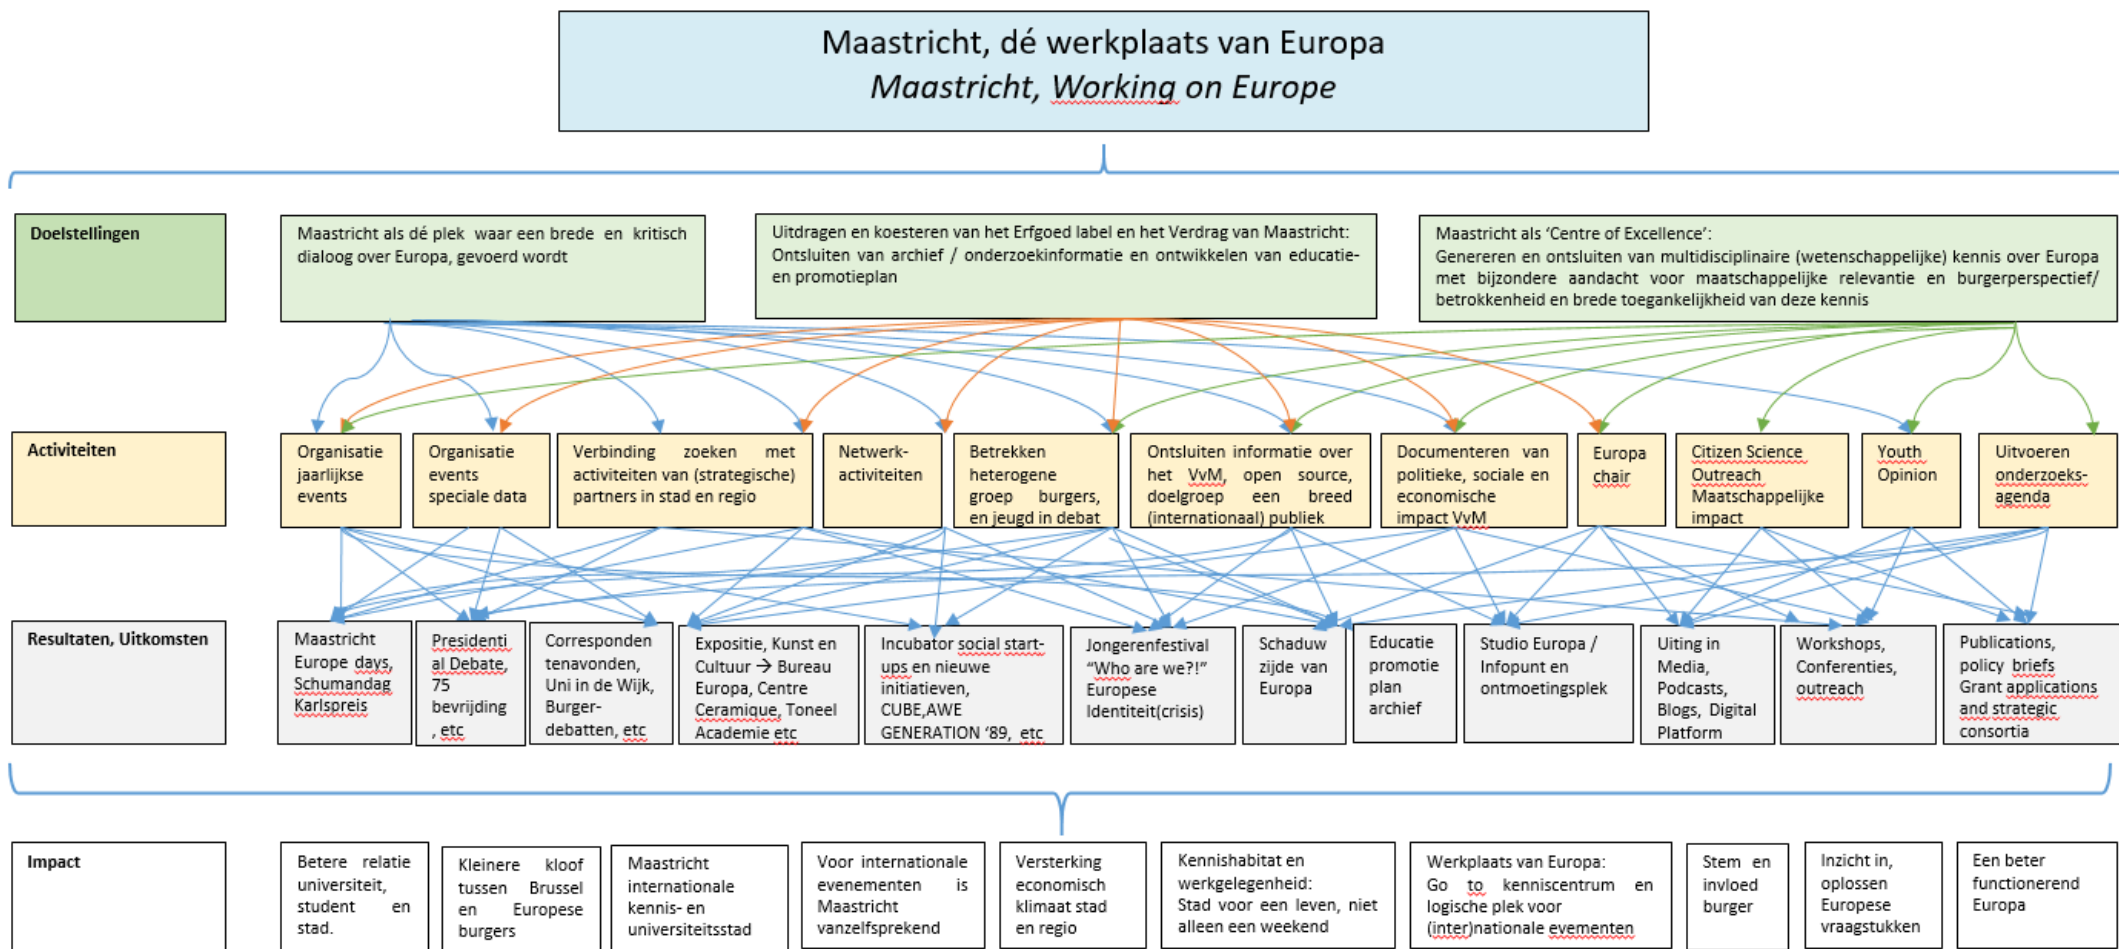 Maastricht, dé werkplaats van Europa
Maastricht, Working on Europe
Doelstellingen
Maastricht als dé plek waar een brede en kritisch
dialoog over Europa, gevoerd wordt
Uitdragen en koesteren van het Erfgoed label en het Verdrag van Maastricht:
Ontsluiten van archief / onderzoekinformatie en ontwikkelen van educatie-
en promotieplan
Maastricht als ‘Centre of Excellence’:
Genereren en ontsluiten van multidisciplinaire (wetenschappelijke) kennis over Europa
met bijzondere aandacht voor maatschappelijke relevantie en burgerperspectief/
betrokkenheid en brede toegankelijkheid van deze kennis
Activiteiten
Organisatie
jaarlijkse
events
Organisatie
events
speciale data
Verbinding zoeken met
activiteiten van (strategische)
partners in stad en regio
Netwerk-
activiteiten
Betrekken
heterogene
groep burgers,
en jeugd in debat
Ontsluiten informatie over
het VvM, open source,
doelgroep een breed
(internationaal) publiek
Documenteren van
politieke, sociale en
economische
impact VvM
Europa
chair
Citizen Science
Outreach
Maatschappelijke
impact
Youth
Opinion
Uitvoeren
onderzoeks-
agenda
Resultaten, Uitkomsten
Maastricht
Europe days,
Schumandag
Karlspreis
Presidenti
al Debate,
75
bevrijding
, etc
Corresponden
tenavonden,
Uni in de Wijk,
Burger-
debatten, etc
Expositie, Kunst en
Cultuur → Bureau
Europa, Centre
Ceramique, Toneel
Academie etc
Incubator social start-
ups en nieuwe
initiatieven,
CUBE,AWE
GENERATION ‘89, etc
Jongerenfestival
“Who are we?!”
Europese
Identiteit(crisis)
Schaduw
zijde van
Europa
Educatie
promotie
plan
archief
Studio Europa /
Infopunt en
ontmoetingsplek
Uiting in
Media,
Podcasts,
Blogs, Digital
Platform
Workshops,
Conferenties,
outreach
Publications,
policy briefs
Grant applications
and strategic
consortia
Impact
Betere relatie
universiteit,
student en
stad.
Kleinere kloof
tussen Brussel
en Europese
burgers
Maastricht
internationale
kennis- en
universiteitsstad
Voor internationale
evenementen is
Maastricht
vanzelfsprekend
Versterking
economisch
klimaat stad
en regio
Kennishabitat en
werkgelegenheid:
Stad voor een leven, niet
alleen een weekend
Werkplaats van Europa:
Go to kenniscentrum en
logische plek voor
(inter)nationale evementen
Stem en
invloed
burger
Inzicht in,
oplossen
Europese
vraagstukken
Een beter
functionerend
Europa